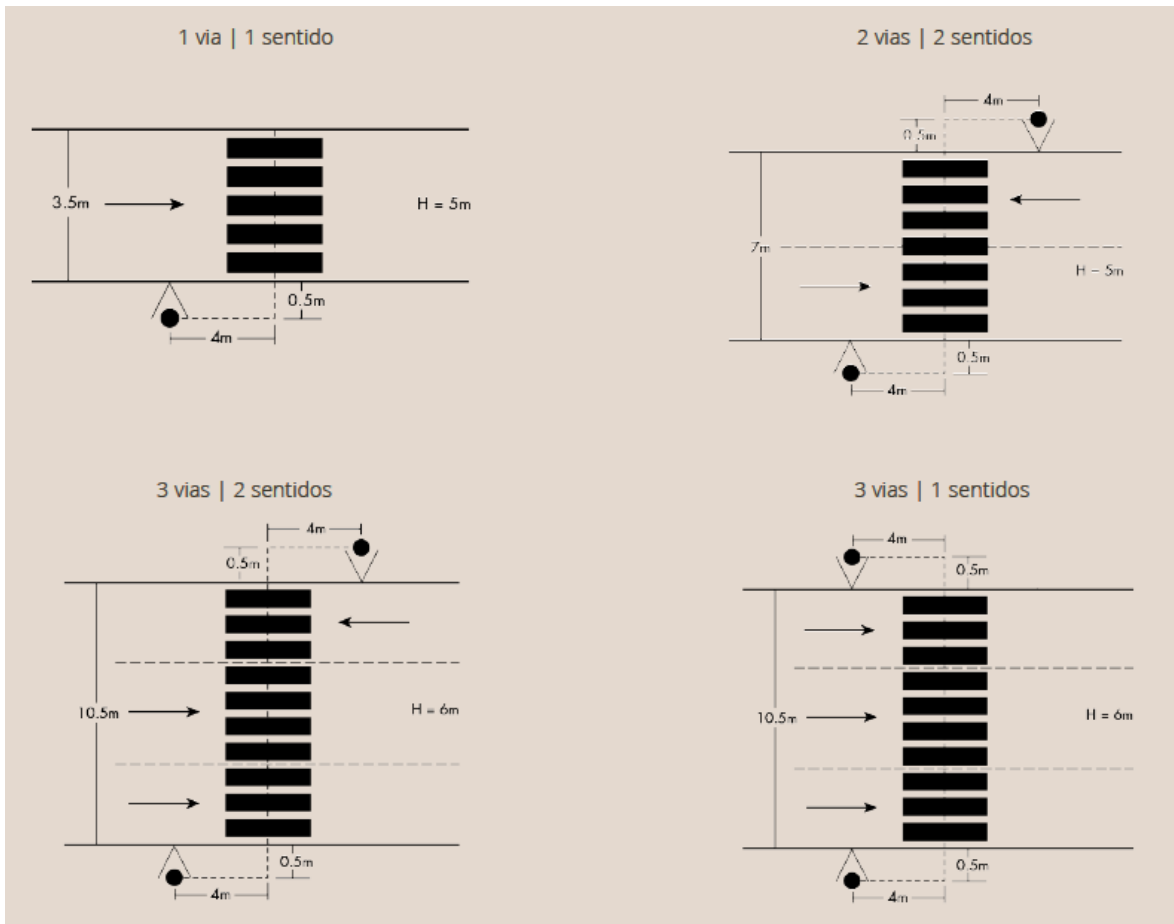 1 via | 1 sentido
3.5m
H = 5m
0.5m
4m
2 vias | 2 sentidos
4m
0.5m
7m
H – 5m
0.5m
4m
3 vias | 2 sentidos
4m
0.5m
10.5m
H = 6m
0.5m
4m
3 vias | 1 sentidos
4m
0.5m
10.5m
H = 6m
0.5m
4m